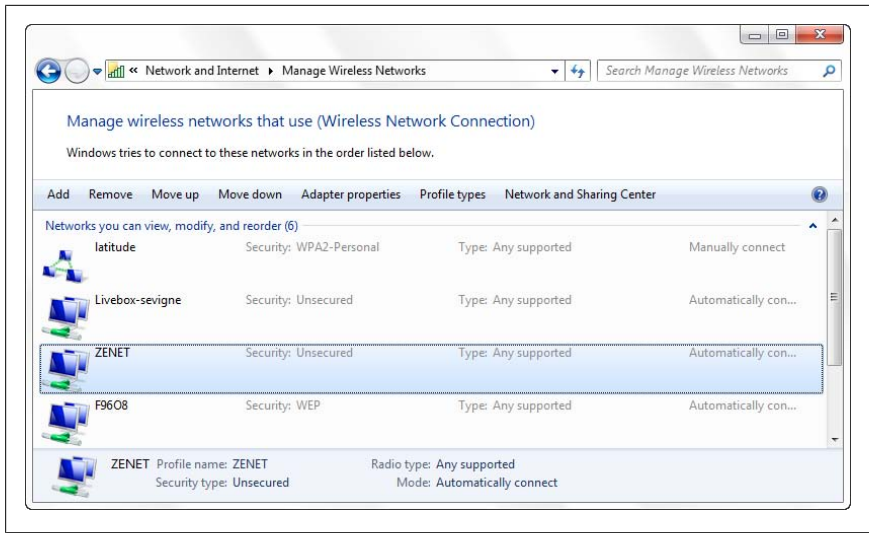 « Network and Internet ▸ Manage Wireless Networks
Search Manage Wireless Networks
Manage wireless networks that use (Wireless Network Connection)
Windows tries to connect to these networks in the order listed below.
Add Remove Move up Move down Adapter properties Profile types Network and Sharing Center
Networks you can view, modify, and reorder (6)
latitude Security: WPA2-Personal Type: Any supported Manually connect
Livebox-sevigne Security: Unsecured Type: Any supported Automatically con...
ZENET Security: Unsecured Type: Any supported Automatically con...
F96O8 Security: WEP Type: Any supported Automatically con...
ZENET Profile name: ZENET Radio type: Any supported
Security type: Unsecured Mode: Automatically connect